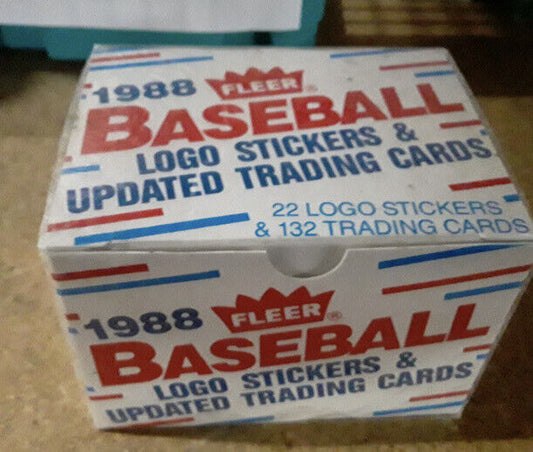 1988 FLEER®
BASEBALL
LOGO STICKERS &
UPDATED TRADING CARDS
22 LOGO STICKERS
& 132 TRADING CARDS
1988 FLEER®
BASEBALL
LOGO STICKERS &
UPDATED TRADING CARDS